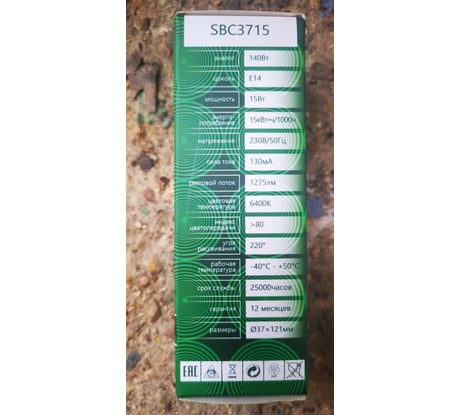 SBC3715
аналог 140Вт
цоколь E14
мощность 15Вт
энерго-
потребление 15кВт•ч/1000ч
напряжение 230В/50Гц
сила тока 130мА
световой поток 1275лм
цветовая
температура 6400К
индекс
цветопередачи >80
угол
рассеивания 220°
рабочая
температура -40°C - +50°C
срок службы 25000часов
гарантия 12 месяцев
размеры Ø37×121мм
EAC